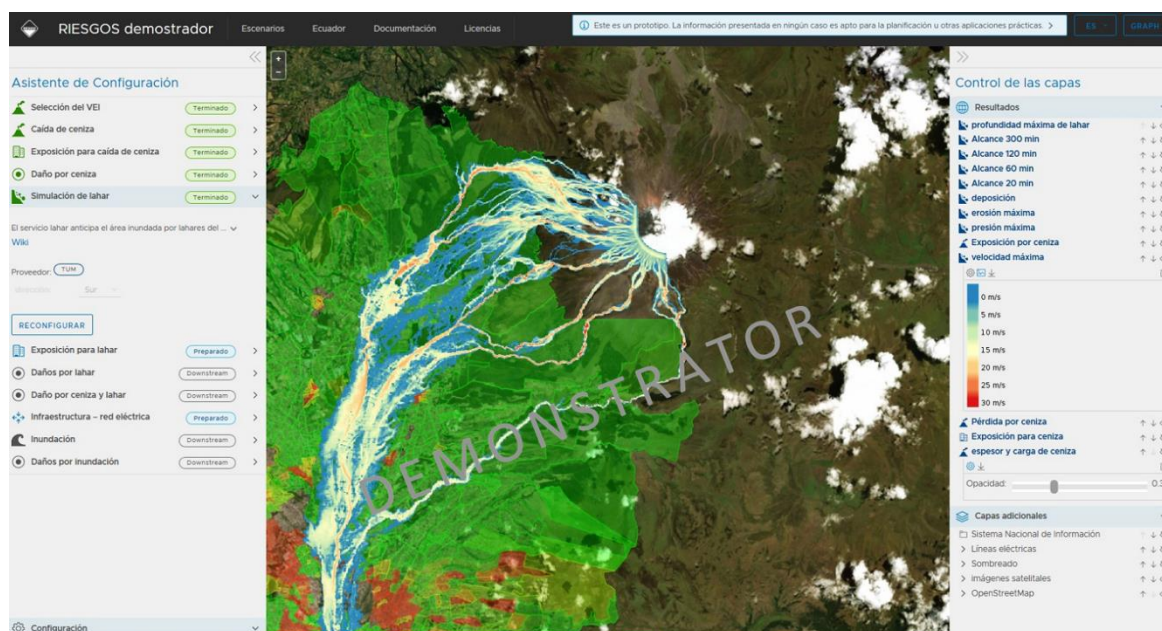 RIESGOS demostrador
Escenarios
Ecuador
Documentación
Licencias
Este es un prototipo. La información presentada en ningún caso es apto para la planificación u otras aplicaciones prácticas. >
ES
GRAPH
Asistente de Configuración
Selección del VEI Terminado
Caída de ceniza Terminado
Exposición para caída de ceniza Terminado
Daño por ceniza Terminado
Simulación de lahar Terminado
El servicio lahar anticipa el área inundada por lahares del ...
Wiki
Proveedor: TUM
Sur
RECONFIGURAR
Exposición para lahar Preparado
Daños por lahar Downstream
Daño por ceniza y lahar Downstream
Infraestructura – red eléctrica Preparado
Inundación Downstream
Daños por inundación Downstream
Configuración
+
−
DEMONSTRATOR
Control de las capas
Resultados
profundidad máxima de lahar
Alcance 300 min
Alcance 120 min
Alcance 60 min
Alcance 20 min
deposición
erosión máxima
presión máxima
Exposición por ceniza
velocidad máxima
0 m/s
5 m/s
10 m/s
15 m/s
20 m/s
25 m/s
30 m/s
Pérdida por ceniza
Exposición para ceniza
espesor y carga de ceniza
Opacidad: 0.3
Capas adicionales
Sistema Nacional de Información
Líneas eléctricas
Sombreado
imágenes satelitales
OpenStreetMap